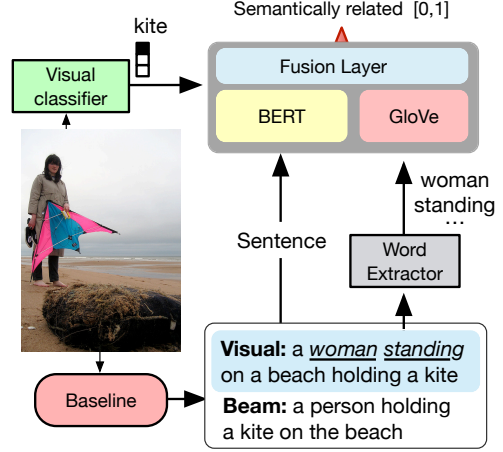 Semantically related [0,1]
kite
Visual
classifier
Fusion Layer
BERT
GloVe
woman
standing
...
Sentence
Word
Extractor
Visual: a woman standing
on a beach holding a kite
Beam: a person holding
a kite on the beach
Baseline